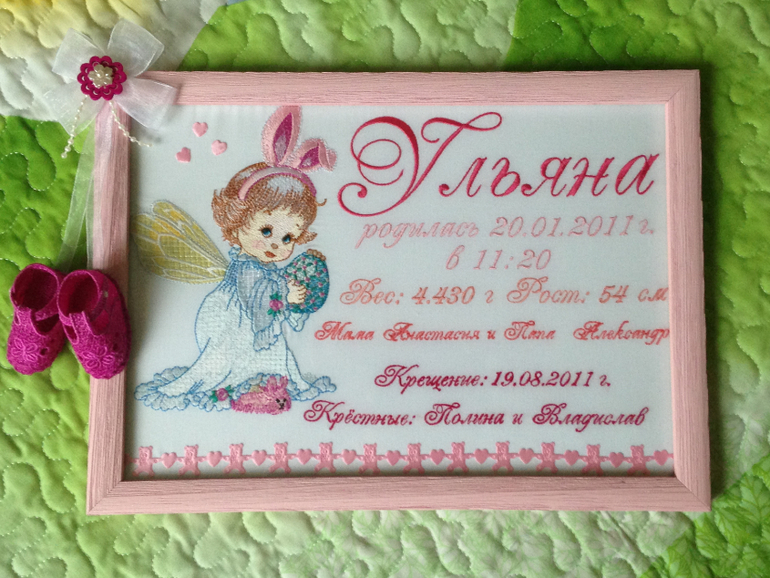 Ульяна
родилась 20.01.2011 г.
в 11:20
Вес: 4.430 г Рост: 54 см
Мама Анастасия и Папа Александр
Крещение: 19.08.2011 г.
Крёстные: Полина и Владислав